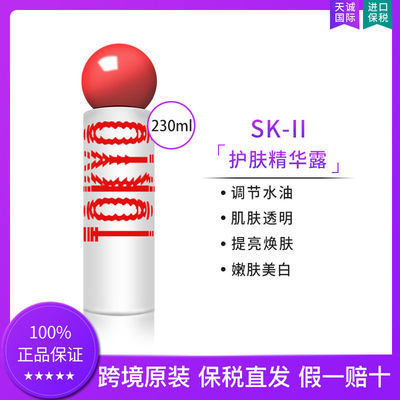 天诚国际
进口保税
230ml
TOKYO
SK-II
「护肤精华露」
• 调节水油
• 肌肤透明
• 提亮焕肤
• 嫩肤美白
100%
正品保证
★★★★★
跨境原装 保税直发 假一赔十